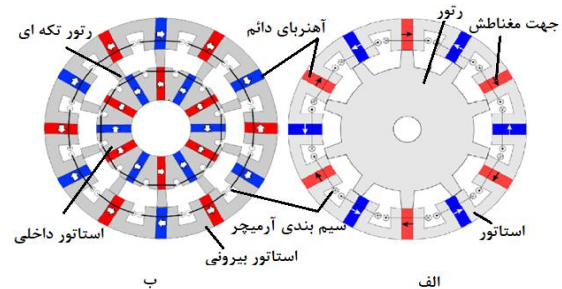 رتور
جهت مغناطش
آهنربای دائم
رتور تکه ای
استاتور داخلی
استاتور بیرونی
سیم بندی آرمیچر
استاتور
الف
ب